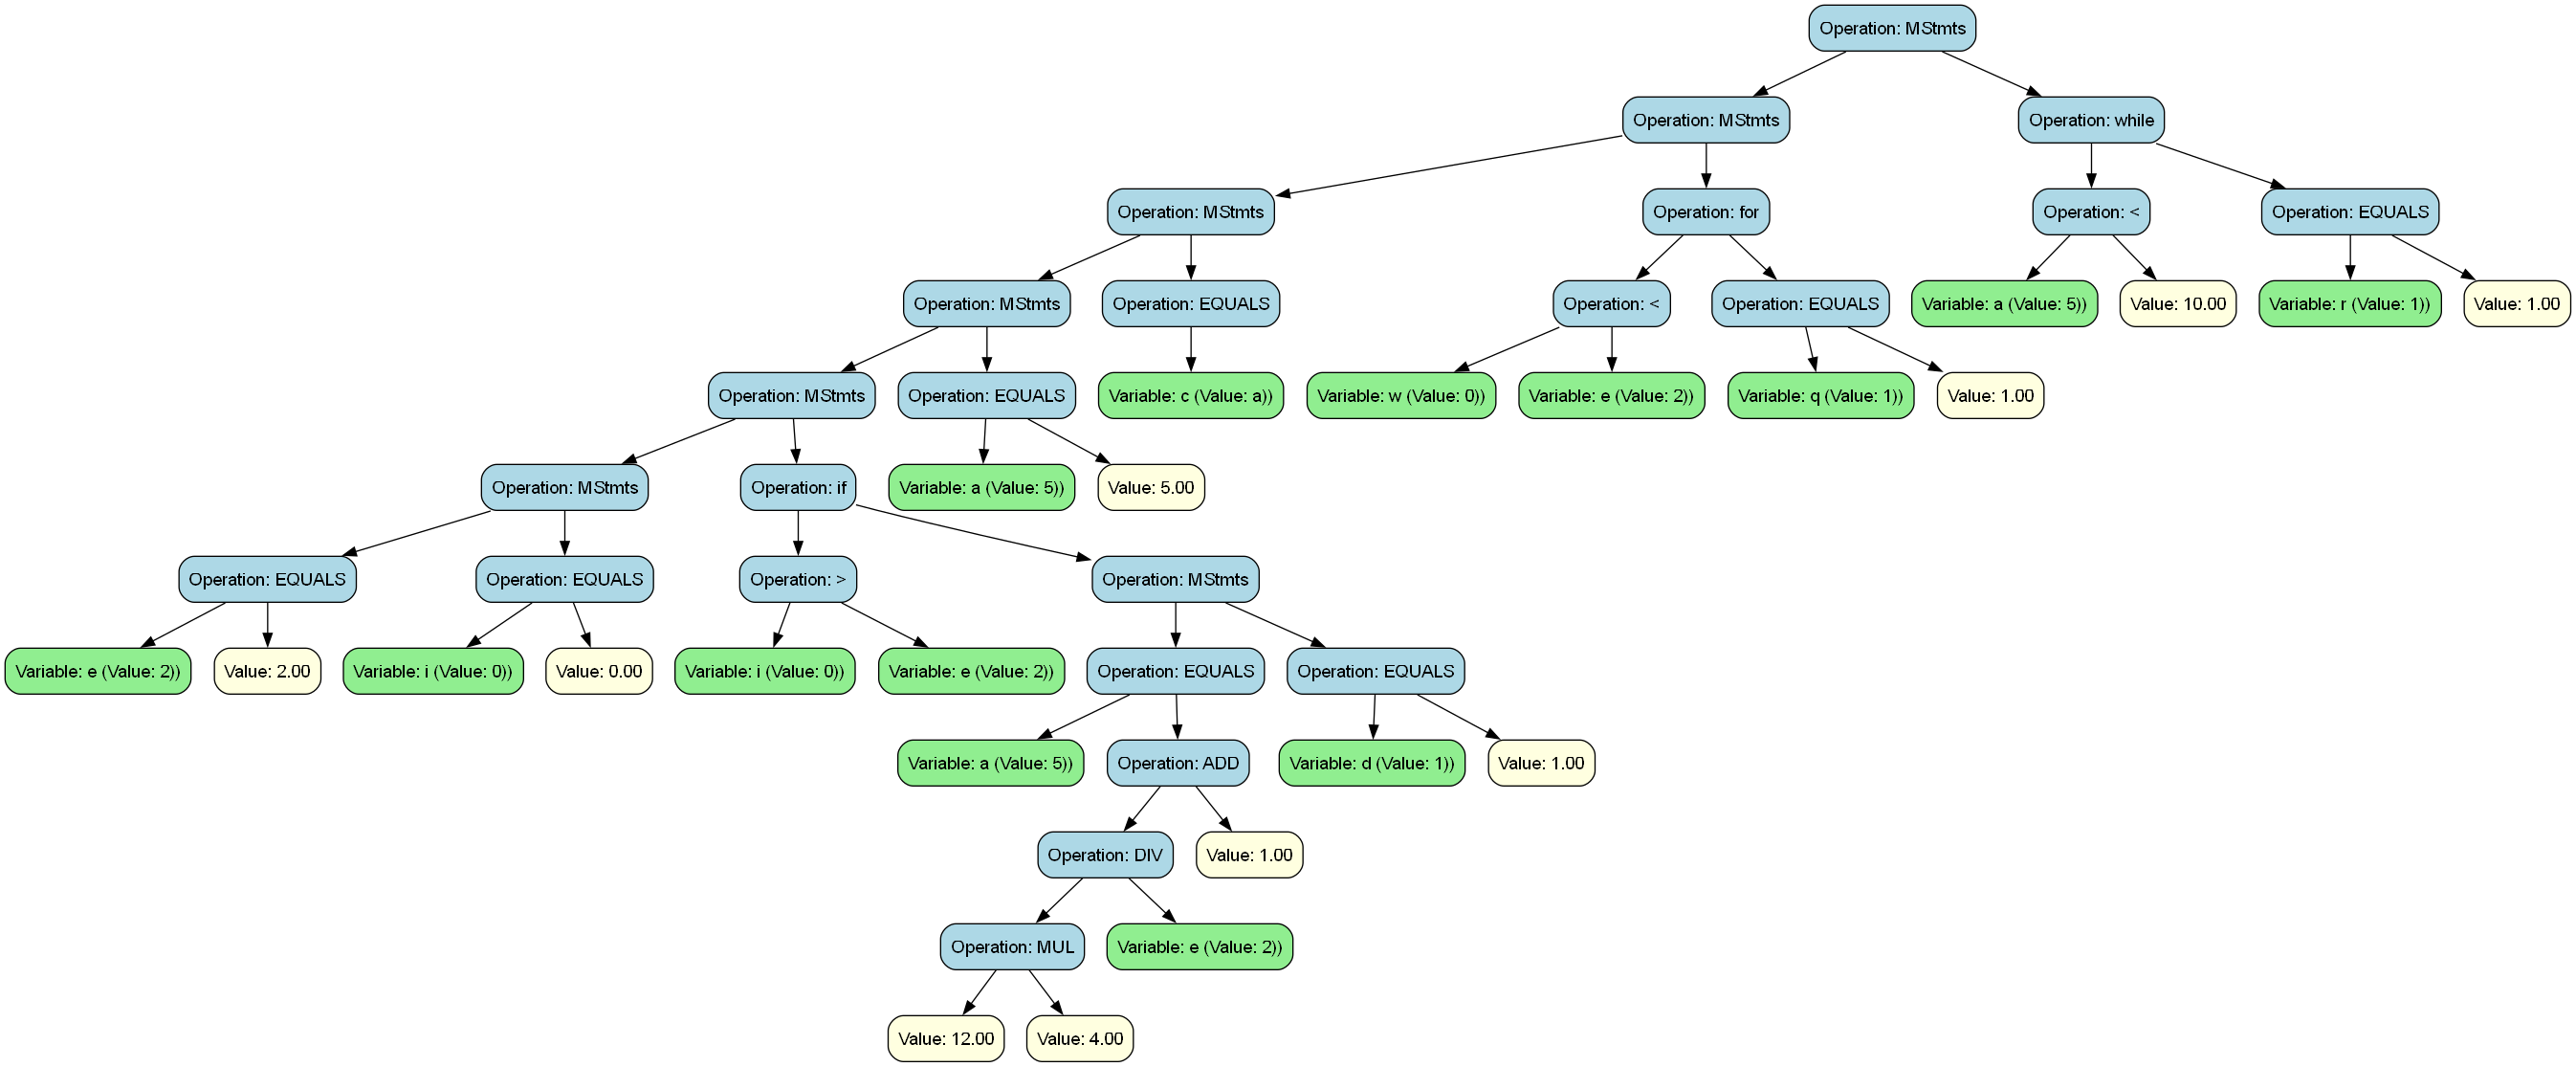 Operation: MStmts
Operation: MStmts
Operation: while
Operation: MStmts
Operation: for
Operation: <
Operation: EQUALS
Operation: MStmts
Operation: EQUALS
Operation: <
Operation: EQUALS
Variable: a (Value: 5))
Value: 10.00
Variable: r (Value: 1))
Value: 1.00
Operation: MStmts
Operation: EQUALS
Variable: c (Value: a))
Variable: w (Value: 0))
Variable: e (Value: 2))
Variable: q (Value: 1))
Value: 1.00
Operation: MStmts
Operation: if
Variable: a (Value: 5))
Value: 5.00
Operation: EQUALS
Operation: EQUALS
Operation: >
Operation: MStmts
Variable: e (Value: 2))
Value: 2.00
Variable: i (Value: 0))
Value: 0.00
Variable: i (Value: 0))
Variable: e (Value: 2))
Operation: EQUALS
Operation: EQUALS
Variable: a (Value: 5))
Operation: ADD
Variable: d (Value: 1))
Value: 1.00
Operation: DIV
Value: 1.00
Operation: MUL
Variable: e (Value: 2))
Value: 12.00
Value: 4.00